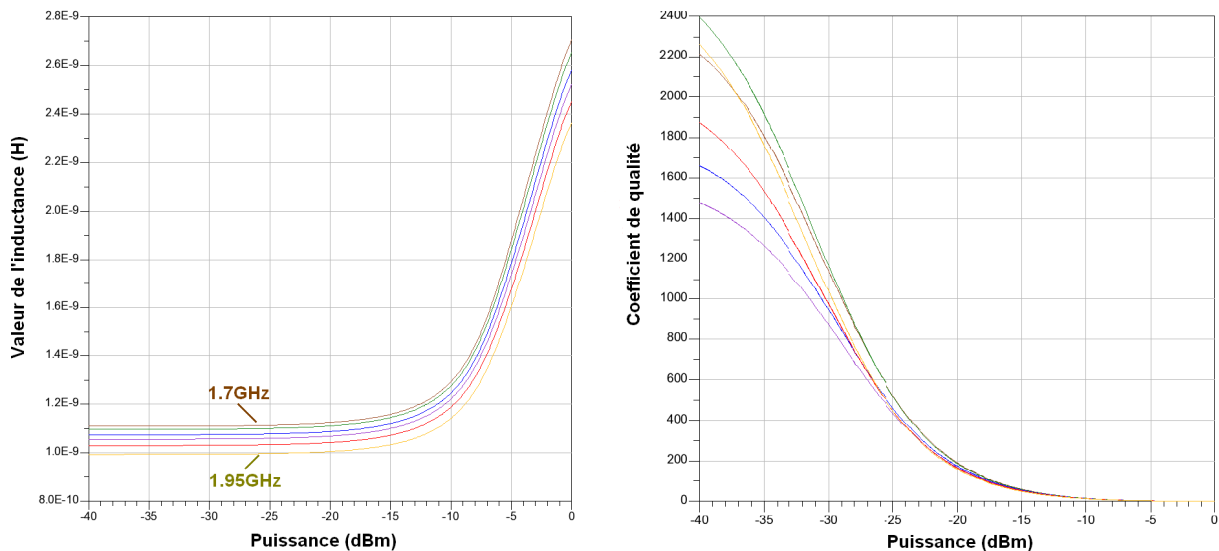 2.8E-9
2.6E-9
2.4E-9
2.2E-9
2.0E-9
1.8E-9
1.6E-9
1.4E-9
1.2E-9
1.0E-9
8.0E-10
Valeur de l'inductance (H)
1.7GHz
1.95GHz
-40 -35 -30 -25 -20 -15 -10 -5 0
Puissance (dBm)
2400
2200
2000
1800
1600
1400
1200
1000
800
600
400
200
0
Coefficient de qualité
-40 -35 -30 -25 -20 -15 -10 -5 0
Puissance (dBm)